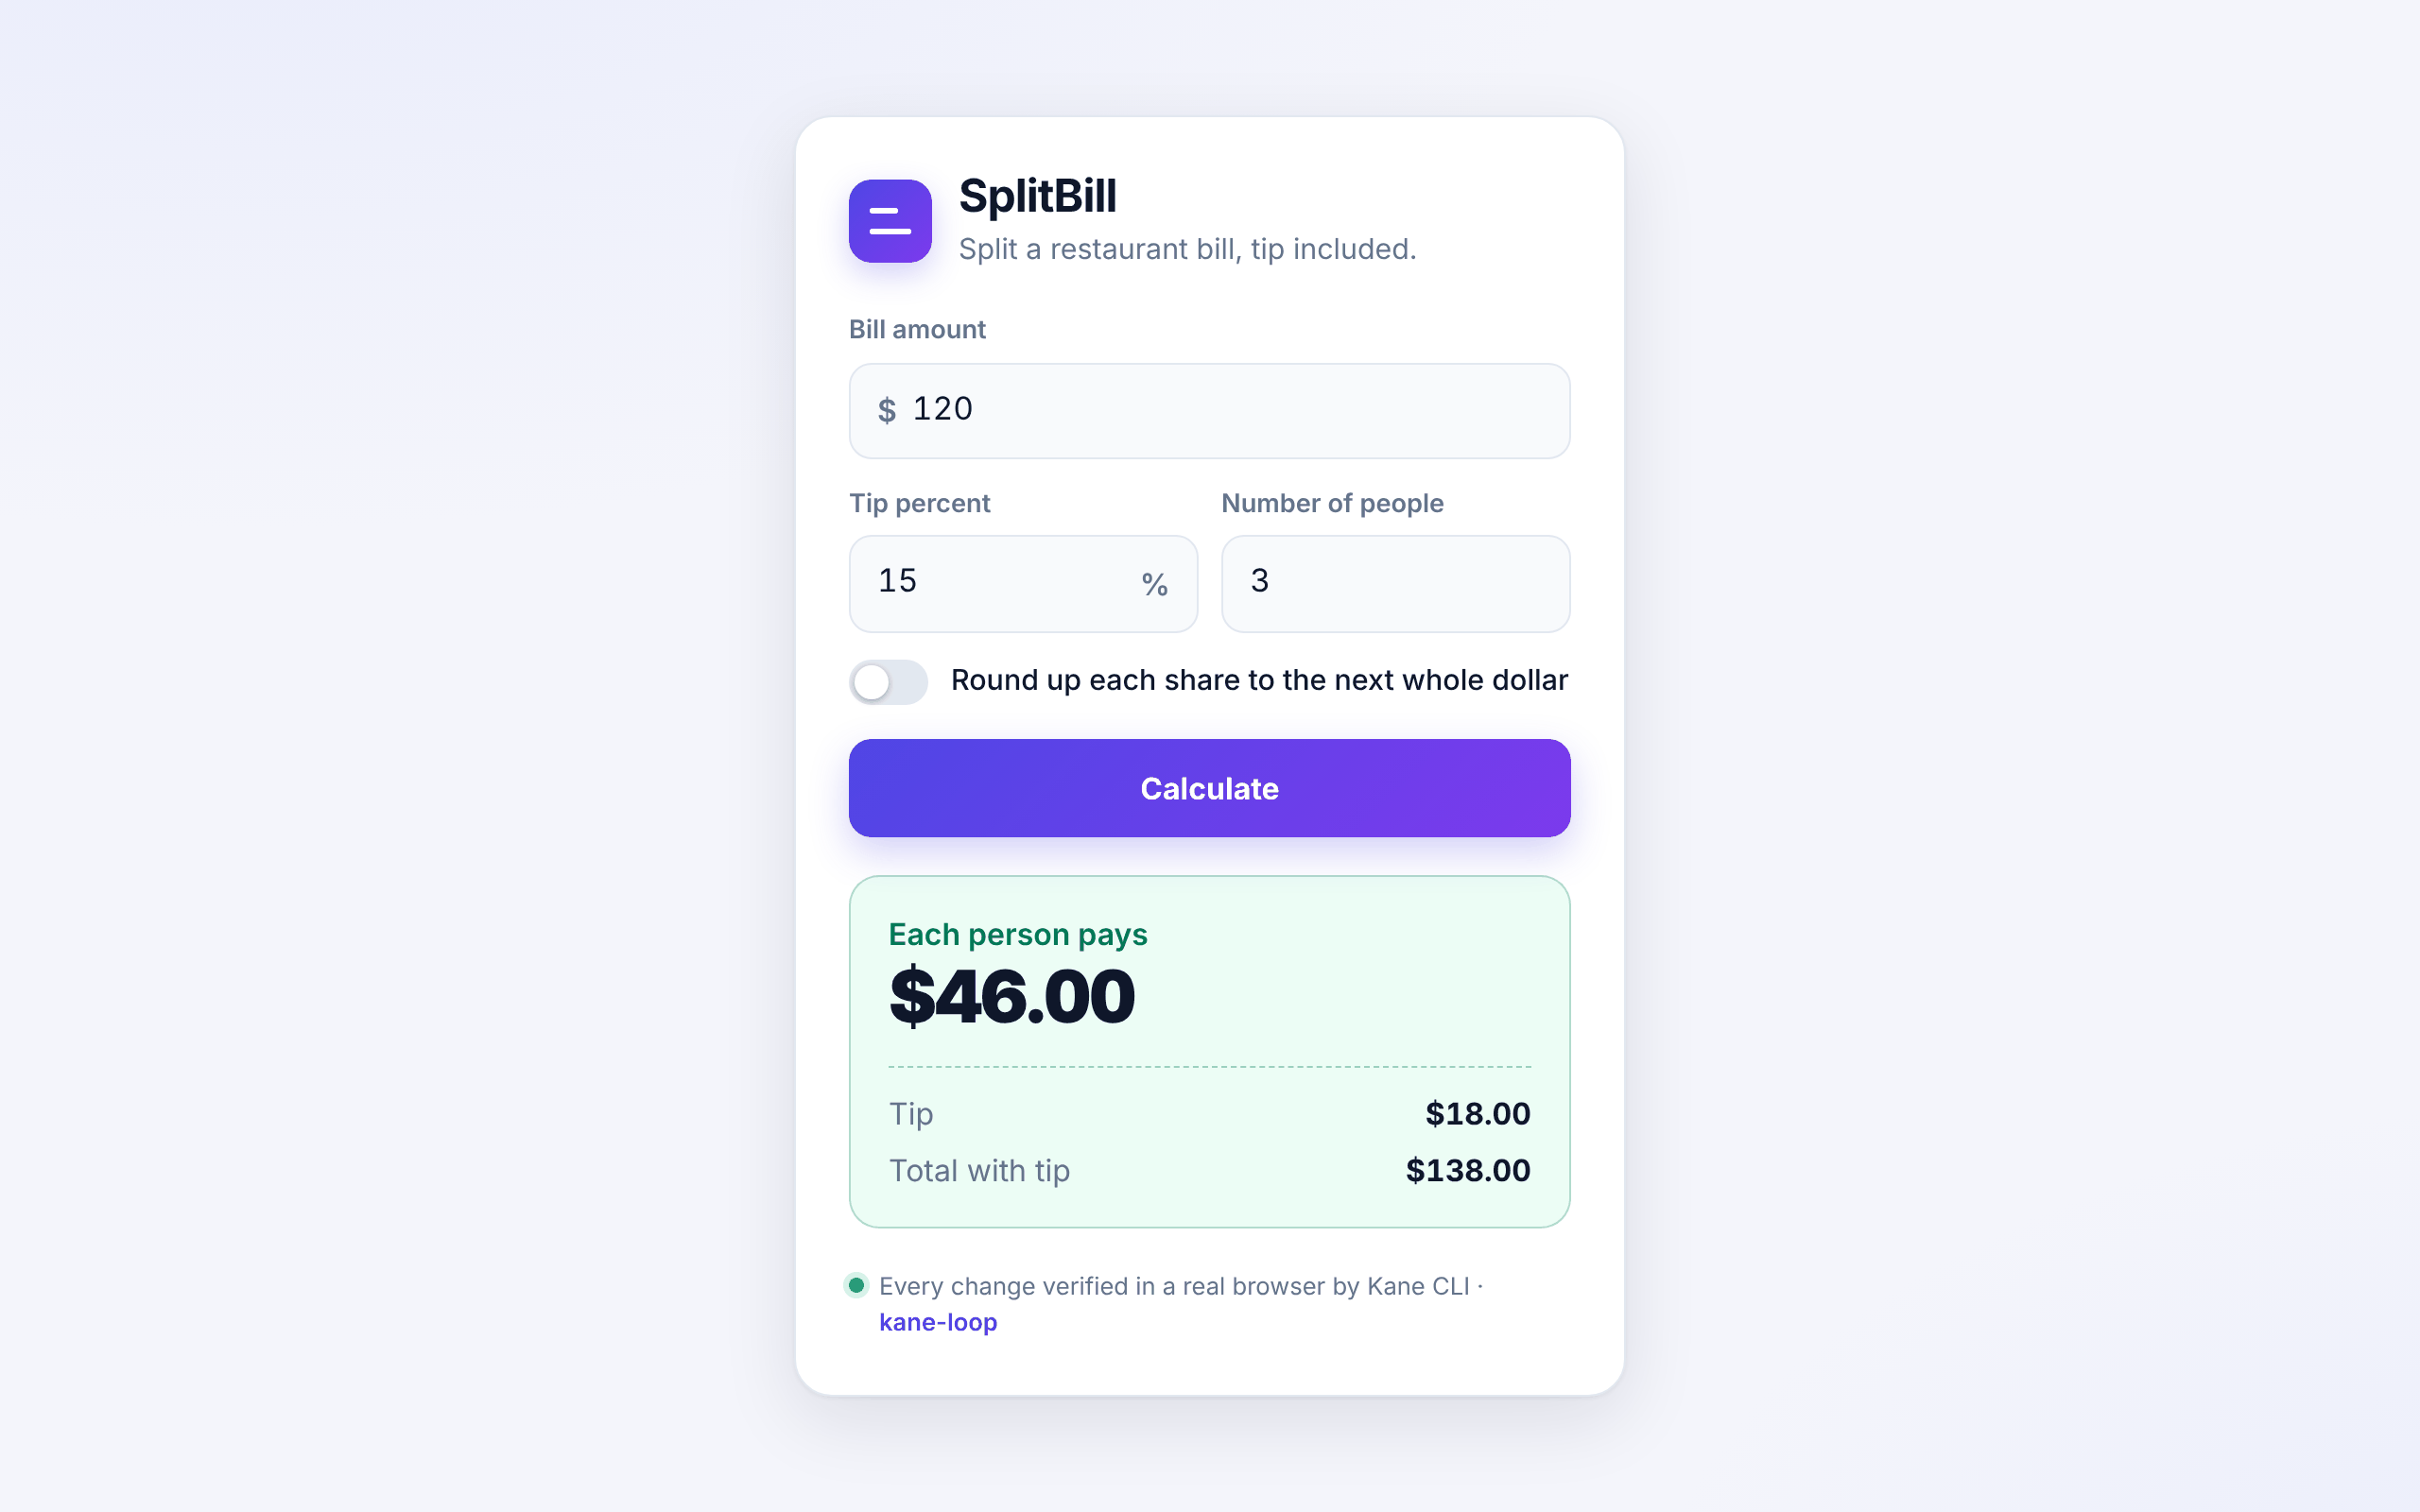 SplitBill
Split a restaurant bill, tip included.
Bill amount
$ 120
Tip percent
Number of people
15 %
3
Round up each share to the next whole dollar
Calculate
Each person pays
$46.00
Tip $18.00
Total with tip $138.00
Every change verified in a real browser by Kane CLI ·
kane-loop